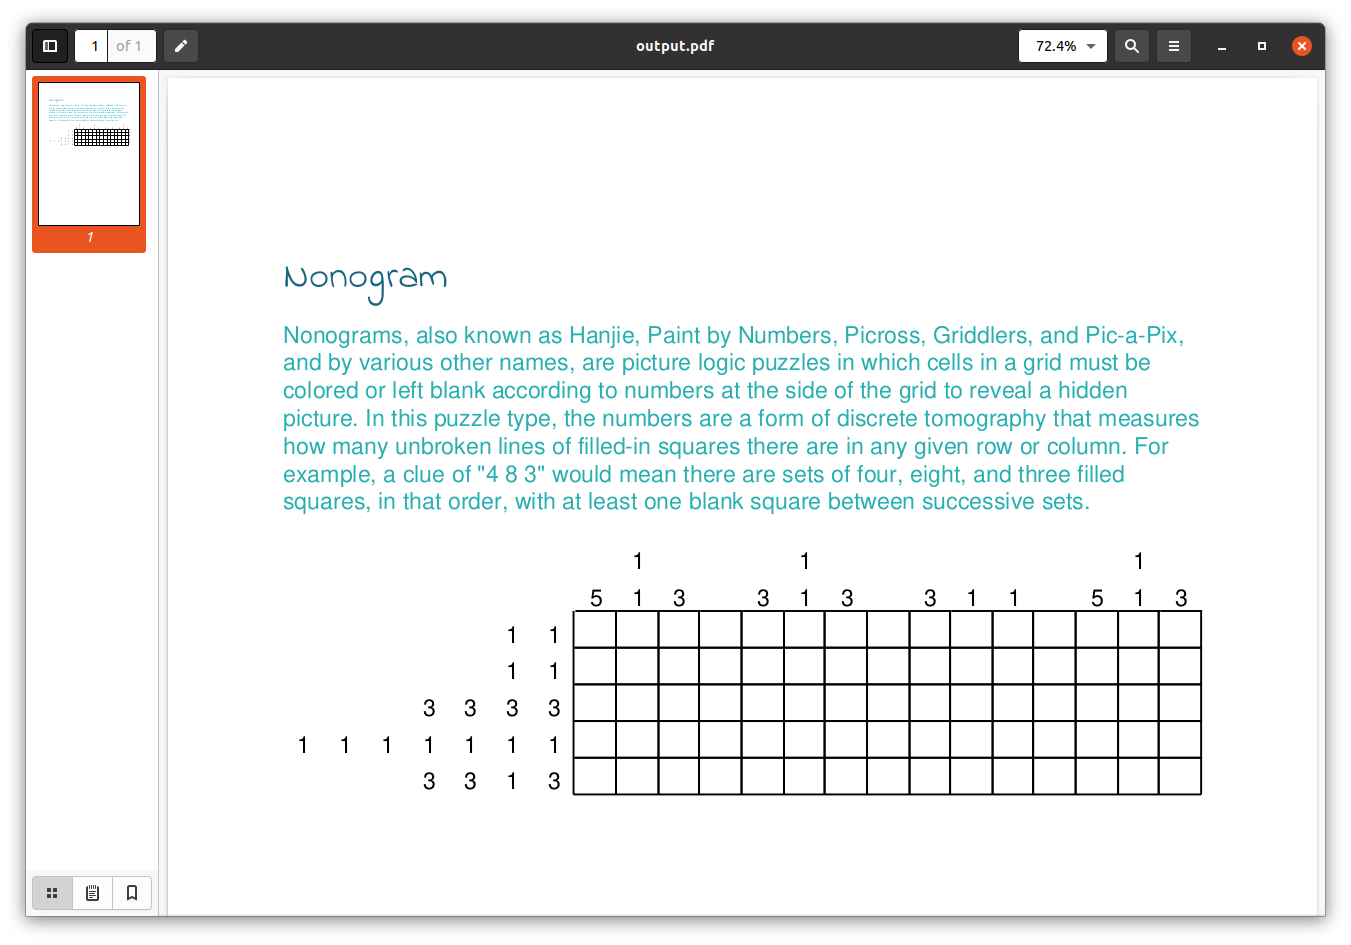 1 of 1 output.pdf 72.4%
1
Nonogram
Nonograms, also known as Hanjie, Paint by Numbers, Picross, Griddlers, and Pic-a-Pix,
and by various other names, are picture logic puzzles in which cells in a grid must be
colored or left blank according to numbers at the side of the grid to reveal a hidden
picture. In this puzzle type, the numbers are a form of discrete tomography that measures
how many unbroken lines of filled-in squares there are in any given row or column. For
example, a clue of "4 8 3" would mean there are sets of four, eight, and three filled
squares, in that order, with at least one blank square between successive sets.
1 1 1
5 1 3 3 1 3 3 1 1 5 1 3
1 1
1 1
3 3 3 3
1 1 1 1 1 1 1
3 3 1 3